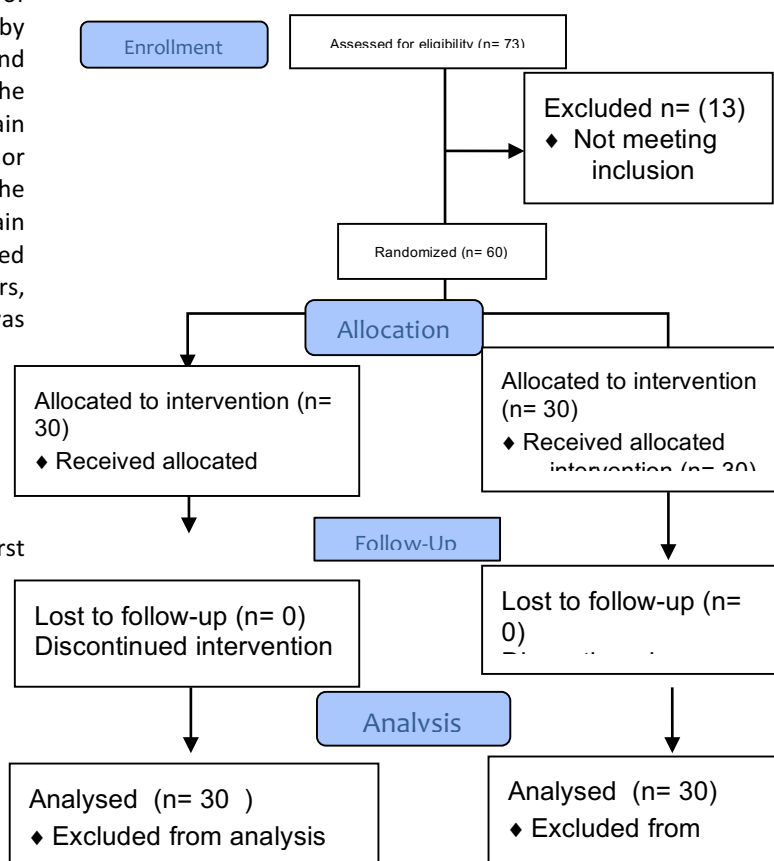 by
nd
he
ain
or
he
ain
ed
rs,
vas
rst
Enrollment
Assessed for eligibility (n= 73)
Excluded n= (13)
♦ Not meeting
inclusion
Randomized (n= 60)
Allocation
Allocated to intervention (n=
30)
♦ Received allocated
Allocated to intervention
(n= 30)
♦ Received allocated
intervention (n= 30)
Follow-Up
Lost to follow-up (n= 0)
Discontinued intervention
Lost to follow-up (n=
0)
Analysis
Analysed (n= 30 )
♦ Excluded from analysis
Analysed (n= 30)
♦ Excluded from